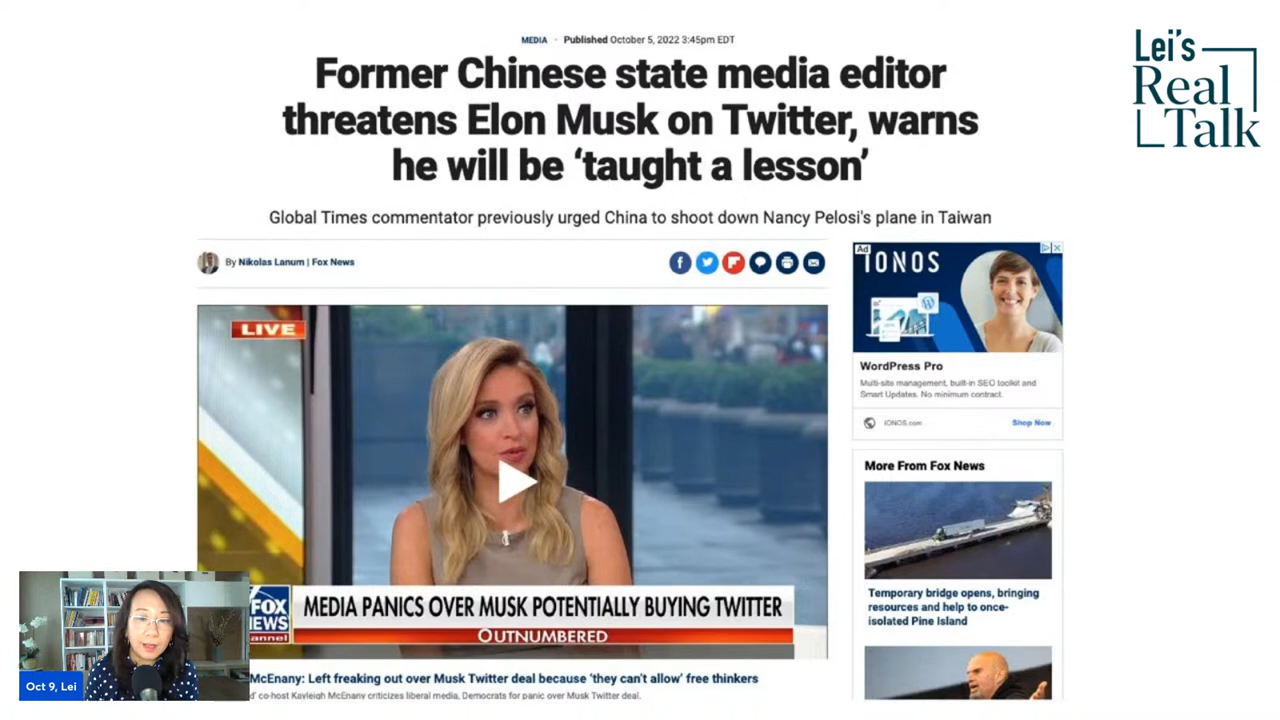 MEDIA · Published October 5, 2022 3:45pm EDT
Former Chinese state media editor
threatens Elon Musk on Twitter, warns
he will be ‘taught a lesson’
Global Times commentator previously urged China to shoot down Nancy Pelosi's plane in Taiwan
By Nikolas Lanum | Fox News
Lei's
Real
Talk
LIVE
FOX
NEWS
annel
MEDIA PANICS OVER MUSK POTENTIALLY BUYING TWITTER
OUTNUMBERED
McEnany: Left freaking out over Musk Twitter deal because ‘they can’t allow’ free thinkers
co-host Kayleigh McEnany criticizes liberal media, Democrats for panic over Musk Twitter deal.
Ad
IONOS
WordPress Pro
Multi-site management, built-in SEO toolkit and
Smart Updates. No minimum contract.
IONOS.com
Shop Now
More From Fox News
Temporary bridge opens, bringing
resources and help to once-
isolated Pine Island
Oct 9, Lei